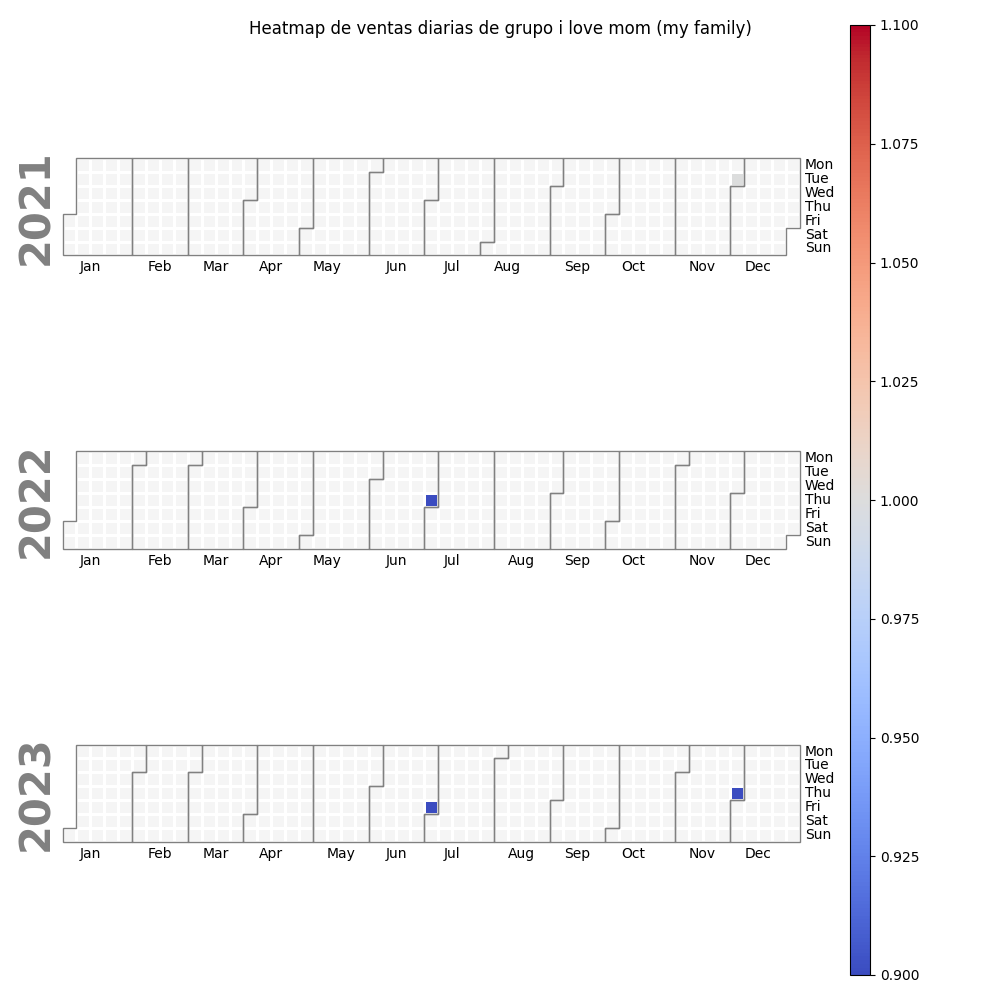 Heatmap de ventas diarias de grupo i love mom (my family)
2021
Mon
Tue
Wed
Thu
Fri
Sat
Sun
Jan Feb Mar Apr May Jun Jul Aug Sep Oct Nov Dec
2022
Mon
Tue
Wed
Thu
Fri
Sat
Sun
Jan Feb Mar Apr May Jun Jul Aug Sep Oct Nov Dec
2023
Mon
Tue
Wed
Thu
Fri
Sat
Sun
Jan Feb Mar Apr May Jun Jul Aug Sep Oct Nov Dec
1.100
1.075
1.050
1.025
1.000
0.975
0.950
0.925
0.900